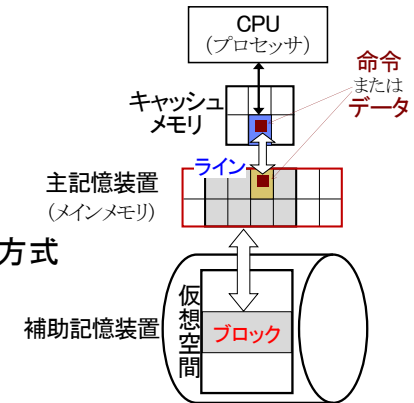 CPU
(プロセッサ)
命令
または
データ
キャッシュ
メモリ
ライン
主記憶装置
(メインメモリ)
方式
仮想空間
補助記憶装置
ブロック